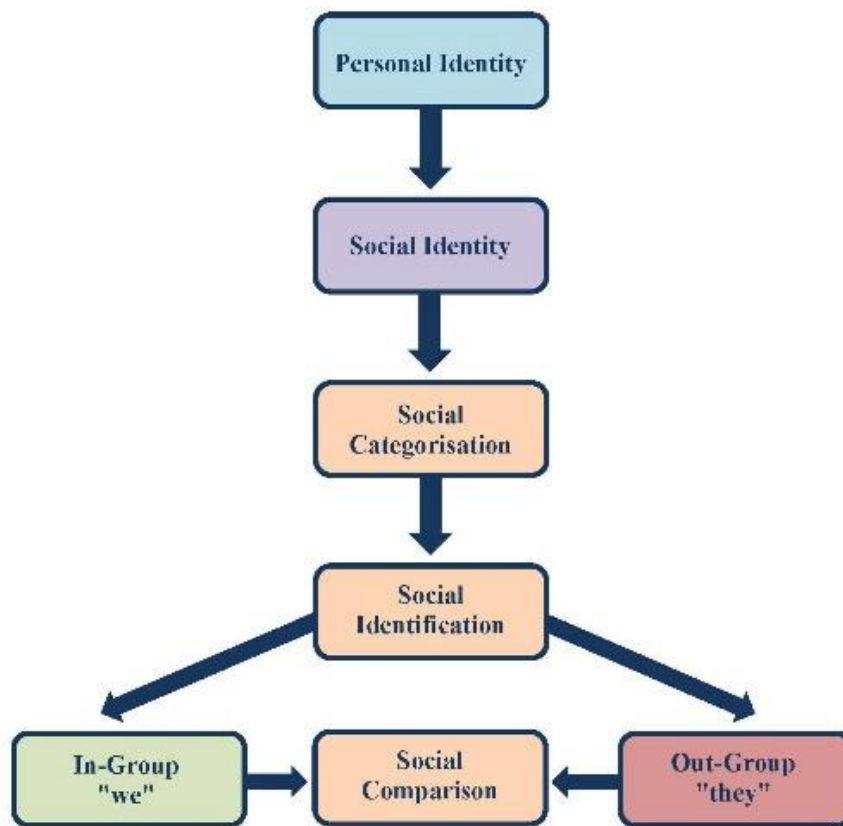 Personal Identity
Social Identity
Social
Categorisation
Social
Identification
In-Group
"we"
Social
Comparison
Out-Group
"they"